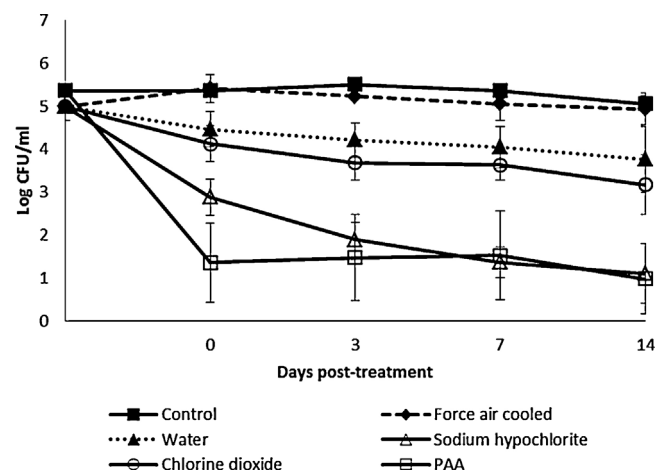 7
6
5
4
3
2
1
0
Log CFU/ml
0 3 7 14
Days post-treatment
Control Force air cooled
Water Sodium hypochlorite
Chlorine dioxide PAA